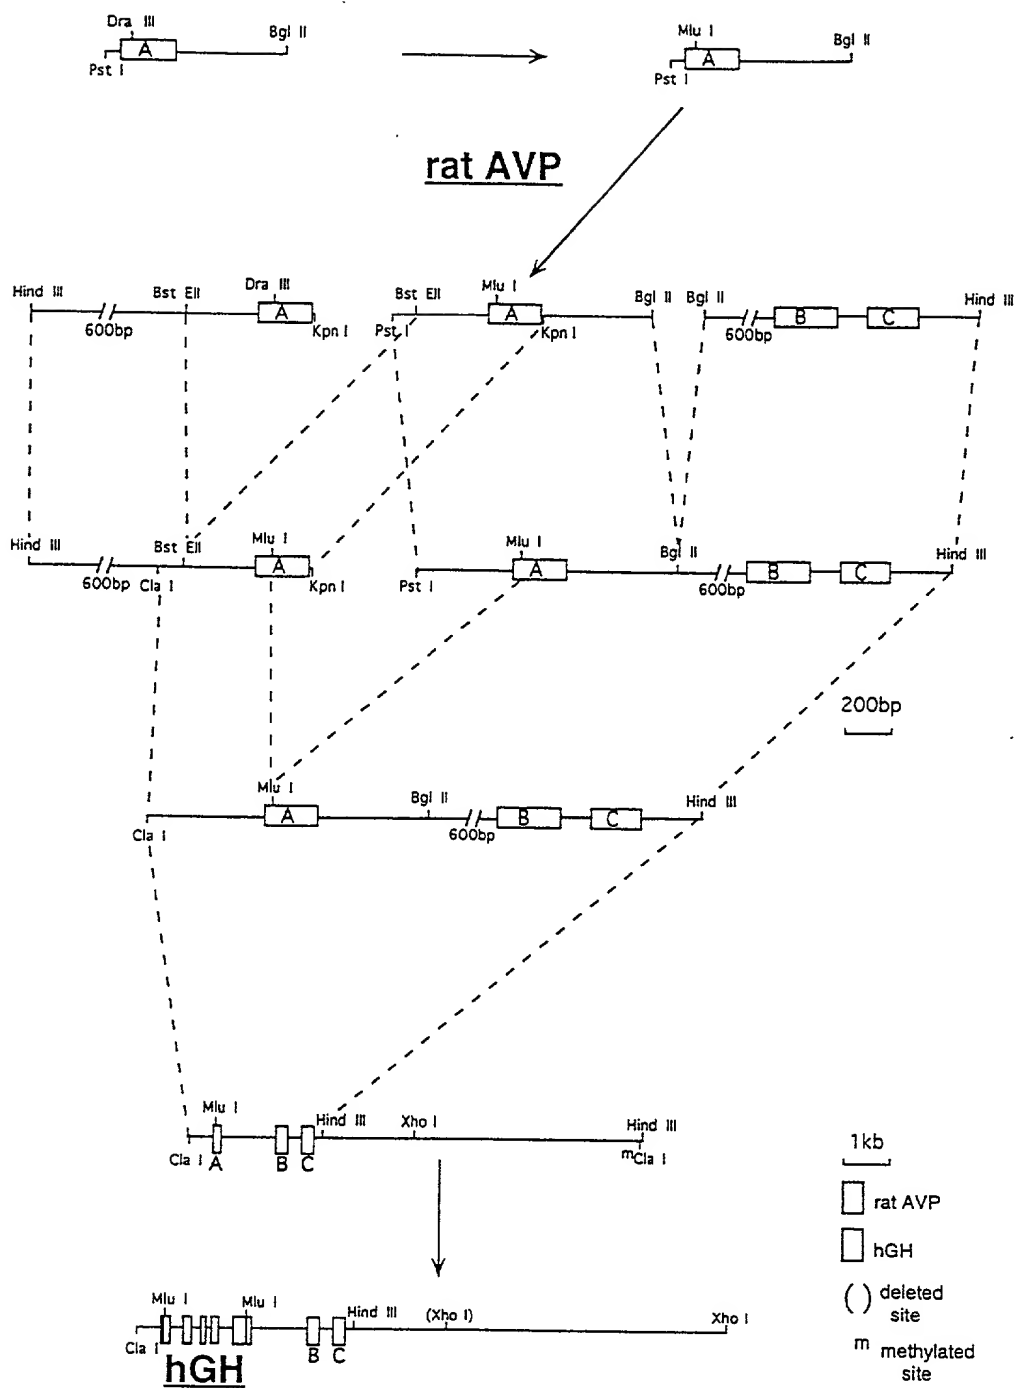 Dra III
Bgl II
A
Pst I
Mlu I
Bgl II
A
Pst I
rat AVP
Hind III
Bst EII
Dra III
A
600bp
Kpn I
Bst EII
Mlu I
Bgl II
A
Pst I
Kpn I
Bgl II
Hind III
B
C
600bp
Hind III
Bst EII
Mlu I
A
600bp
Cla I
Kpn I
Mlu I
Bgl II
Hind III
A
B
C
Pst I
600bp
200bp
Mlu I
Bgl II
Hind III
A
B
C
Cla I
600bp
Mlu I
Hind III
Xho I
Hind III
Cla I
A
B
C
mCla I
1kb
rat AVP
hGH
( ) deleted
site
m methylated
site
Mlu I
Mlu I
Hind III
(Xho I)
Xho I
Cla I
B
C
hGH